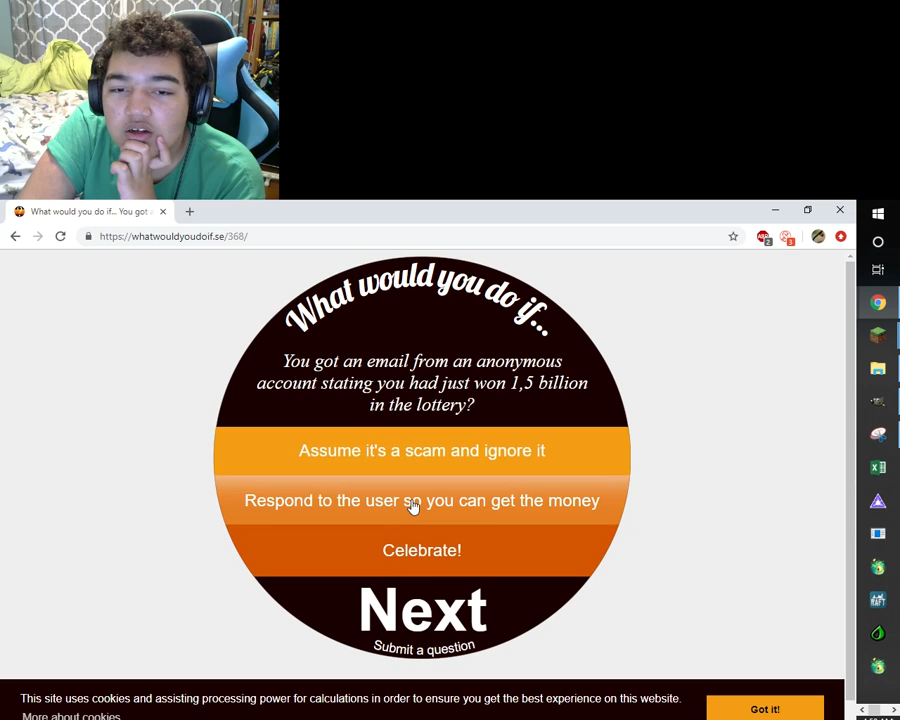 What would you do if... You got
https://whatwouldyoudoif.se/368/
2
3
What would you do if...
You got an email from an anonymous
account stating you had just won 1,5 billion
in the lottery?
Assume it's a scam and ignore it
Respond to the user so you can get the money
Celebrate!
Next
Submit a question
This site uses cookies and assisting processing power for calculations in order to ensure you get the best experience on this website.
Got it!
More about cookies
RAFT